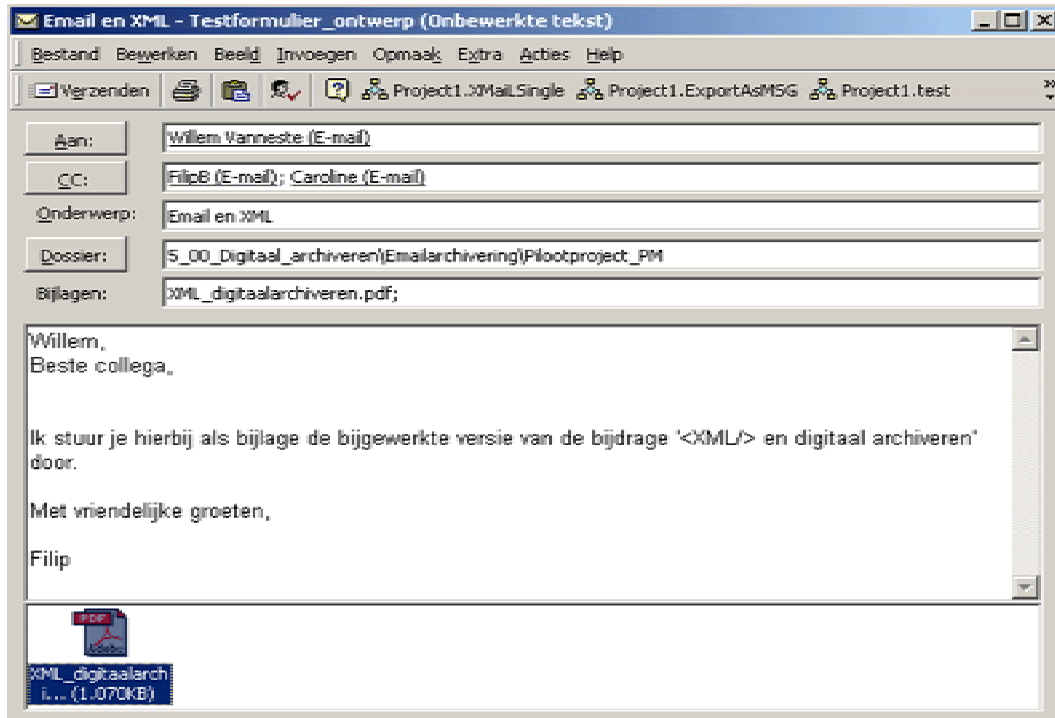 Email en XML - Testformulier_ontwerp (Onbewerkte tekst)
Bestand Bewerken Beeld Invoegen Opmaak Extra Acties Help
Verzenden Project1.XMaiLSingle Project1.ExportAsMSG Project1.test
Aan: Willem Vanneste (E-mail)
CC: FilipB (E-mail); Caroline (E-mail)
Onderwerp: Email en XML
Dossier: 5_00_Digitaal_archiveren\Emailarchivering\Pilootproject_PM
Bijlagen: XML_digitaalarchiveren.pdf;
Willem,
Beste collega,
Ik stuur je hierbij als bijlage de bijgewerkte versie van de bijdrage '<XML/> en digitaal archiveren'
door.
Met vriendelijke groeten,
Filip
PDF
Adobe
XML_digitaalarch
i... (1.070KB)